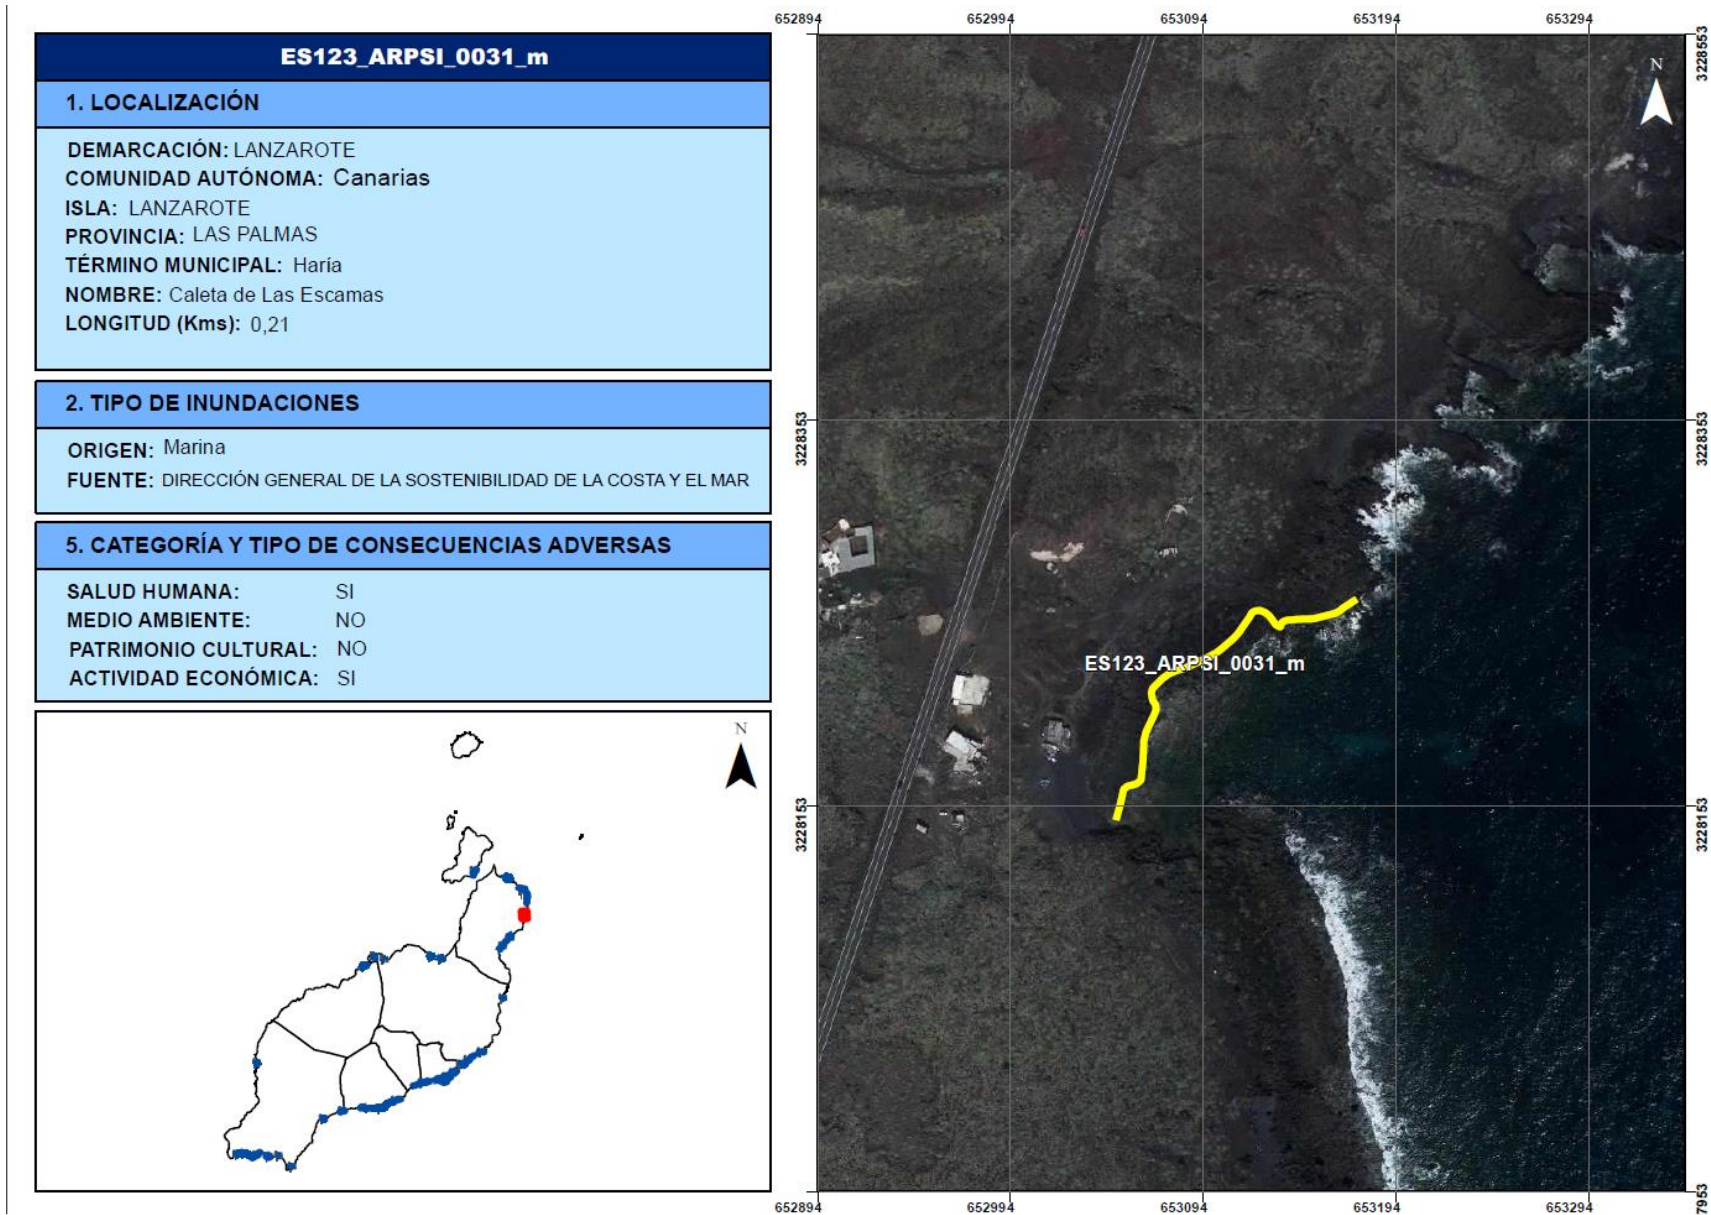 ES123_ARPSI_0031_m
1. LOCALIZACIÓN
DEMARCACIÓN: LANZAROTE
COMUNIDAD AUTÓNOMA: Canarias
ISLA: LANZAROTE
PROVINCIA: LAS PALMAS
TÉRMINO MUNICIPAL: Haría
NOMBRE: Caleta de Las Escamas
LONGITUD (Kms): 0,21
2. TIPO DE INUNDACIONES
ORIGEN: Marina
FUENTE: DIRECCIÓN GENERAL DE LA SOSTENIBILIDAD DE LA COSTA Y EL MAR
5. CATEGORÍA Y TIPO DE CONSECUENCIAS ADVERSAS
SALUD HUMANA: SI
MEDIO AMBIENTE: NO
PATRIMONIO CULTURAL: NO
ACTIVIDAD ECONÓMICA: SI
N
652894 652994 653094 653194 653294
3228553
N
3228353 3228353
ES123_ARPSI_0031_m
3228153 3228153
7953
652894 652994 653094 653194 653294